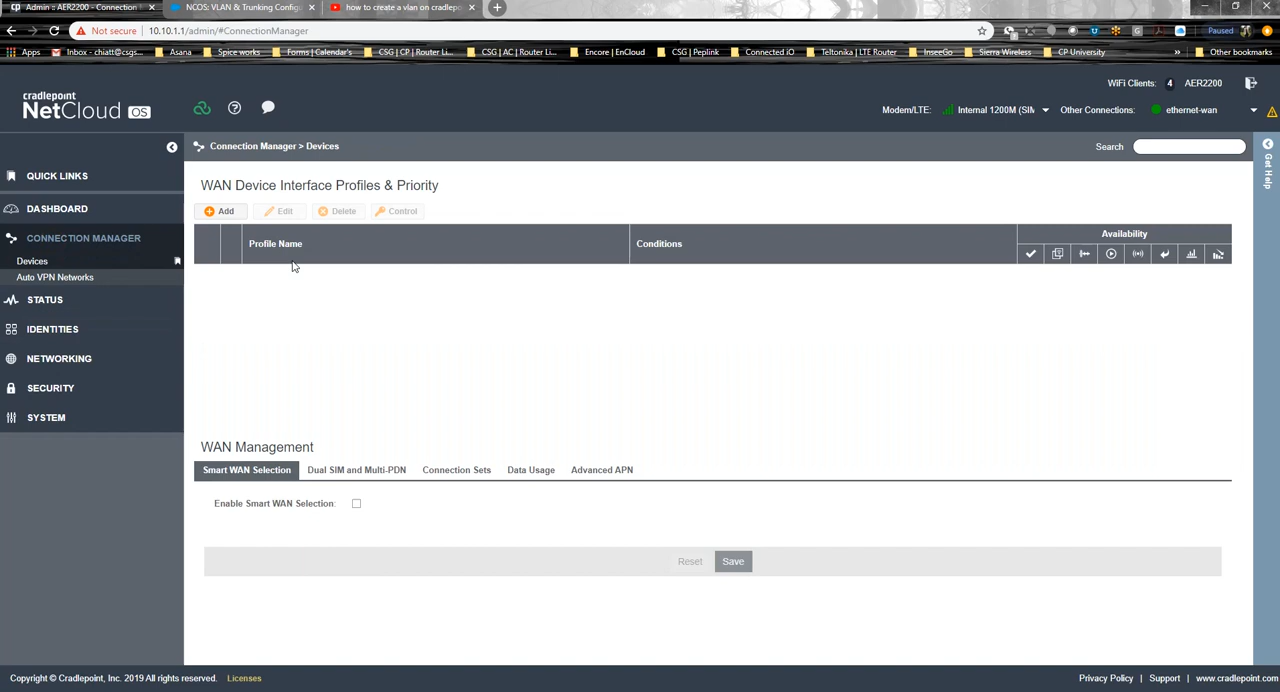 Admin :: AER2200 - Connection
NCOS: VLAN & Trunking Config
how to create a vlan on cradlep
Not secure | 10.10.1.1/admin/#ConnectionManager
Paused
Apps
Inbox - chiatt@csgs...
Asana
Spice works
Forms | Calendar's
CSG | CP | Router Li...
CSG | AC | Router Li...
Encore | EnCloud
CSG | Peplink
Connected iO
Teltonika | LTE Router
InseeGo
Sierra Wireless
CP University
»
Other bookmarks
cradlepoint
NetCloud OS
WiFi Clients: 4 AER2200
Modem/LTE: Internal 1200M (SIM
Other Connections: ethernet-wan
QUICK LINKS
DASHBOARD
CONNECTION MANAGER
Devices
Auto VPN Networks
STATUS
IDENTITIES
NETWORKING
SECURITY
SYSTEM
Connection Manager > Devices
Search
Get Help
WAN Device Interface Profiles & Priority
Add
Edit
Delete
Control
Profile Name
Conditions
Availability
WAN Management
Smart WAN Selection
Dual SIM and Multi-PDN
Connection Sets
Data Usage
Advanced APN
Enable Smart WAN Selection:
Reset
Save
Copyright © Cradlepoint, Inc. 2019 All rights reserved. Licenses
Privacy Policy | Support | www.cradlepoint.com